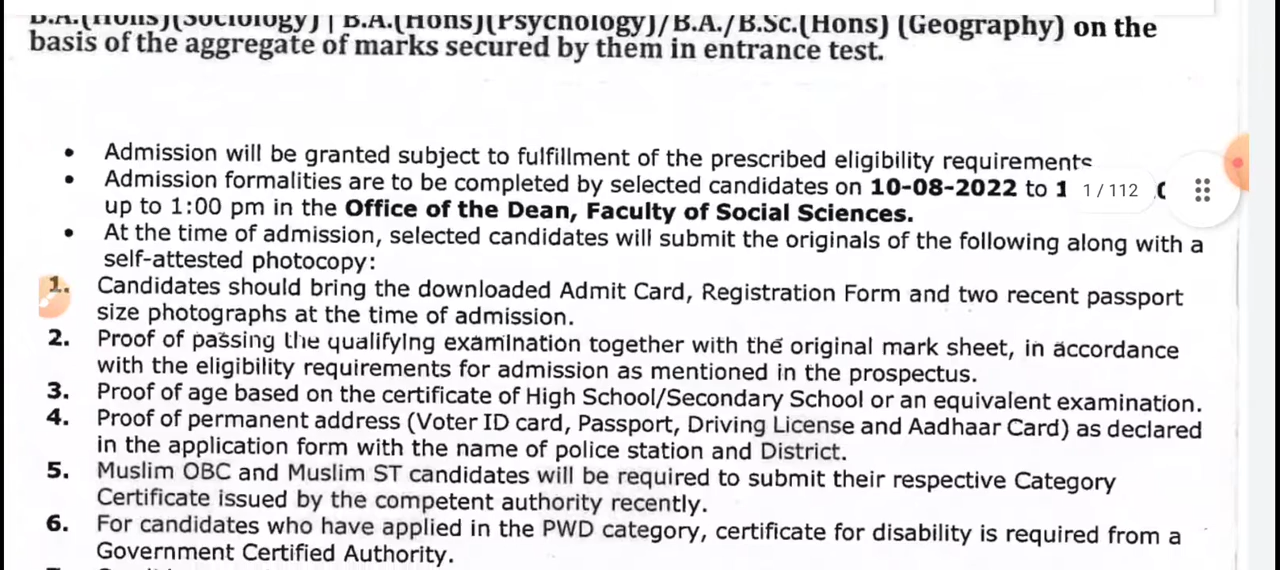 B.A.(Hons)(Sociology) | B.A.(Hons)(Psychology)/B.A./B.Sc.(Hons) (Geography) on the
basis of the aggregate of marks secured by them in entrance test.
• Admission will be granted subject to fulfillment of the prescribed eligibility requirements
• Admission formalities are to be completed by selected candidates on 10-08-2022 to 1
1 / 112
up to 1:00 pm in the Office of the Dean, Faculty of Social Sciences.
• At the time of admission, selected candidates will submit the originals of the following along with a
self-attested photocopy:
1. Candidates should bring the downloaded Admit Card, Registration Form and two recent passport
size photographs at the time of admission.
2. Proof of passing the qualifying examination together with the original mark sheet, in accordance
with the eligibility requirements for admission as mentioned in the prospectus.
3. Proof of age based on the certificate of High School/Secondary School or an equivalent examination.
4. Proof of permanent address (Voter ID card, Passport, Driving License and Aadhaar Card) as declared
in the application form with the name of police station and District.
5. Muslim OBC and Muslim ST candidates will be required to submit their respective Category
Certificate issued by the competent authority recently.
6. For candidates who have applied in the PWD category, certificate for disability is required from a
Government Certified Authority.